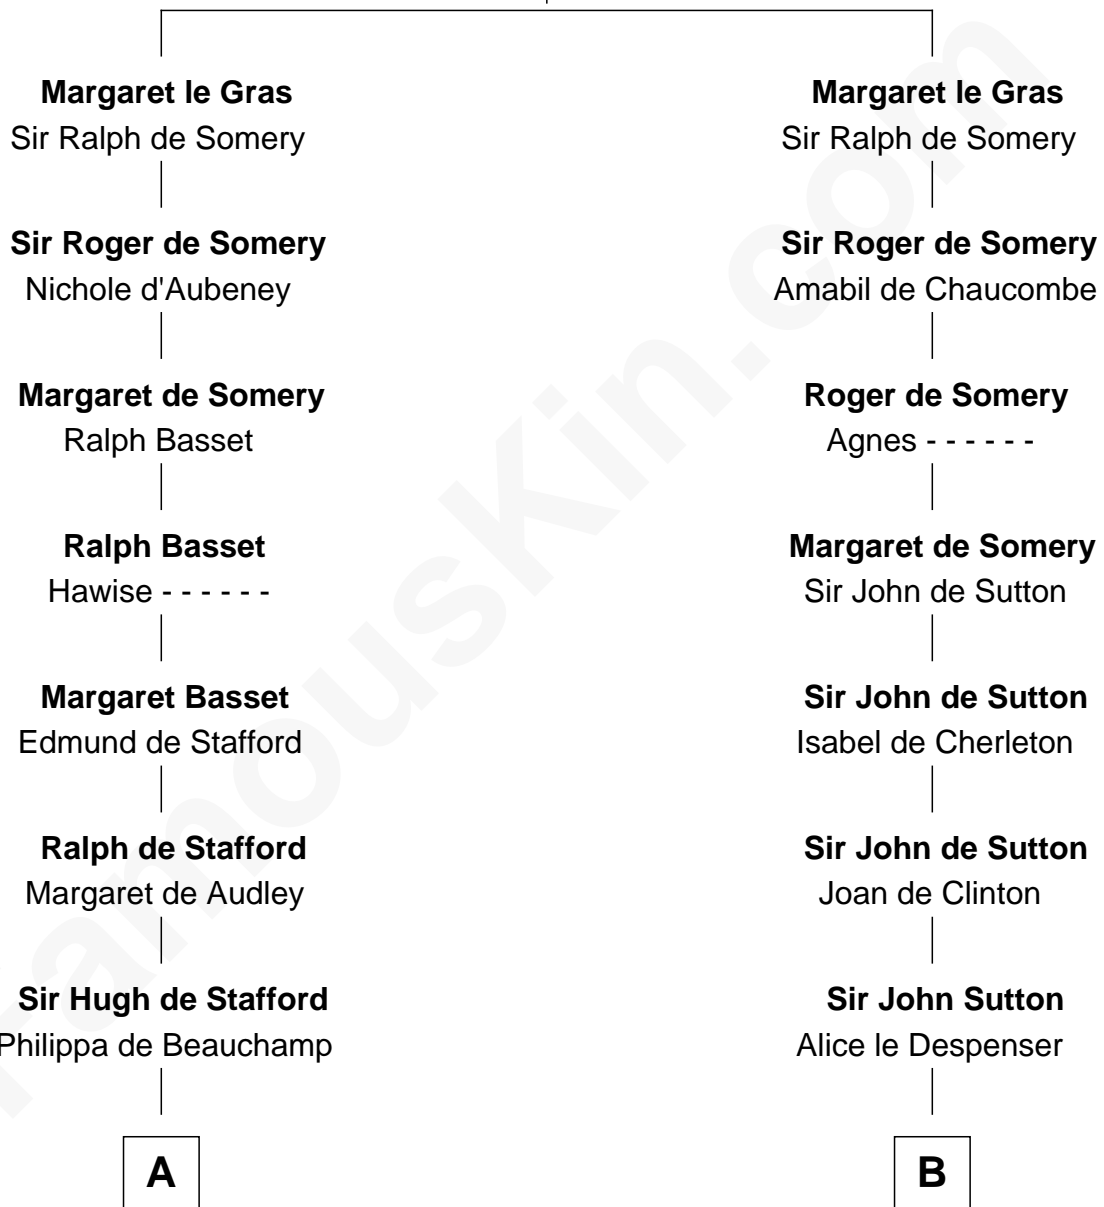 Margaret le Gras
Sir Ralph de Somery
Sir Roger de Somery
Nichole d'Aubeney
Margaret de Somery
Ralph Basset
Ralph Basset
Hawise - - - - - -
Margaret Basset
Edmund de Stafford
Ralph de Stafford
Margaret de Audley
Sir Hugh de Stafford
Philippa de Beauchamp
A
Margaret le Gras
Sir Ralph de Somery
Sir Roger de Somery
Amabil de Chaucombe
Roger de Somery
Agnes - - - - - -
Margaret de Somery
Sir John de Sutton
Sir John de Sutton
Isabel de Cherleton
Sir John de Sutton
Joan de Clinton
Sir John Sutton
Alice le Despenser
B
FamousKin.com